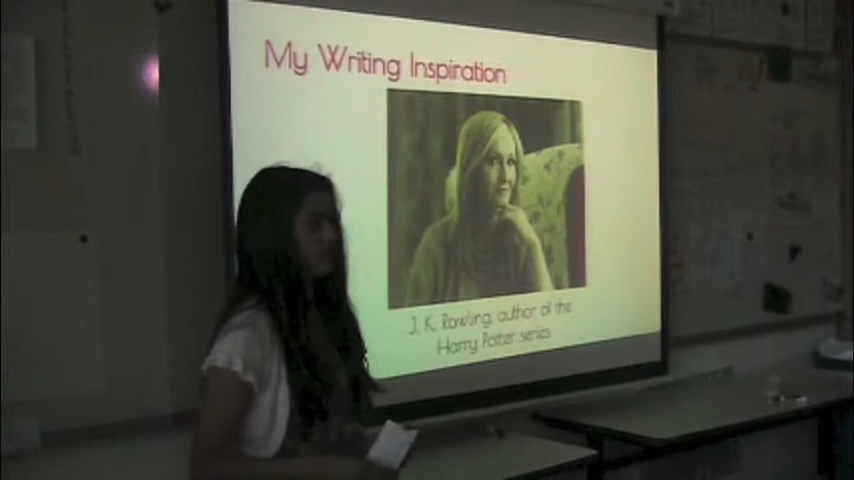 My Writing Inspiration
J. K. Rowling, author of the
Harry Potter series